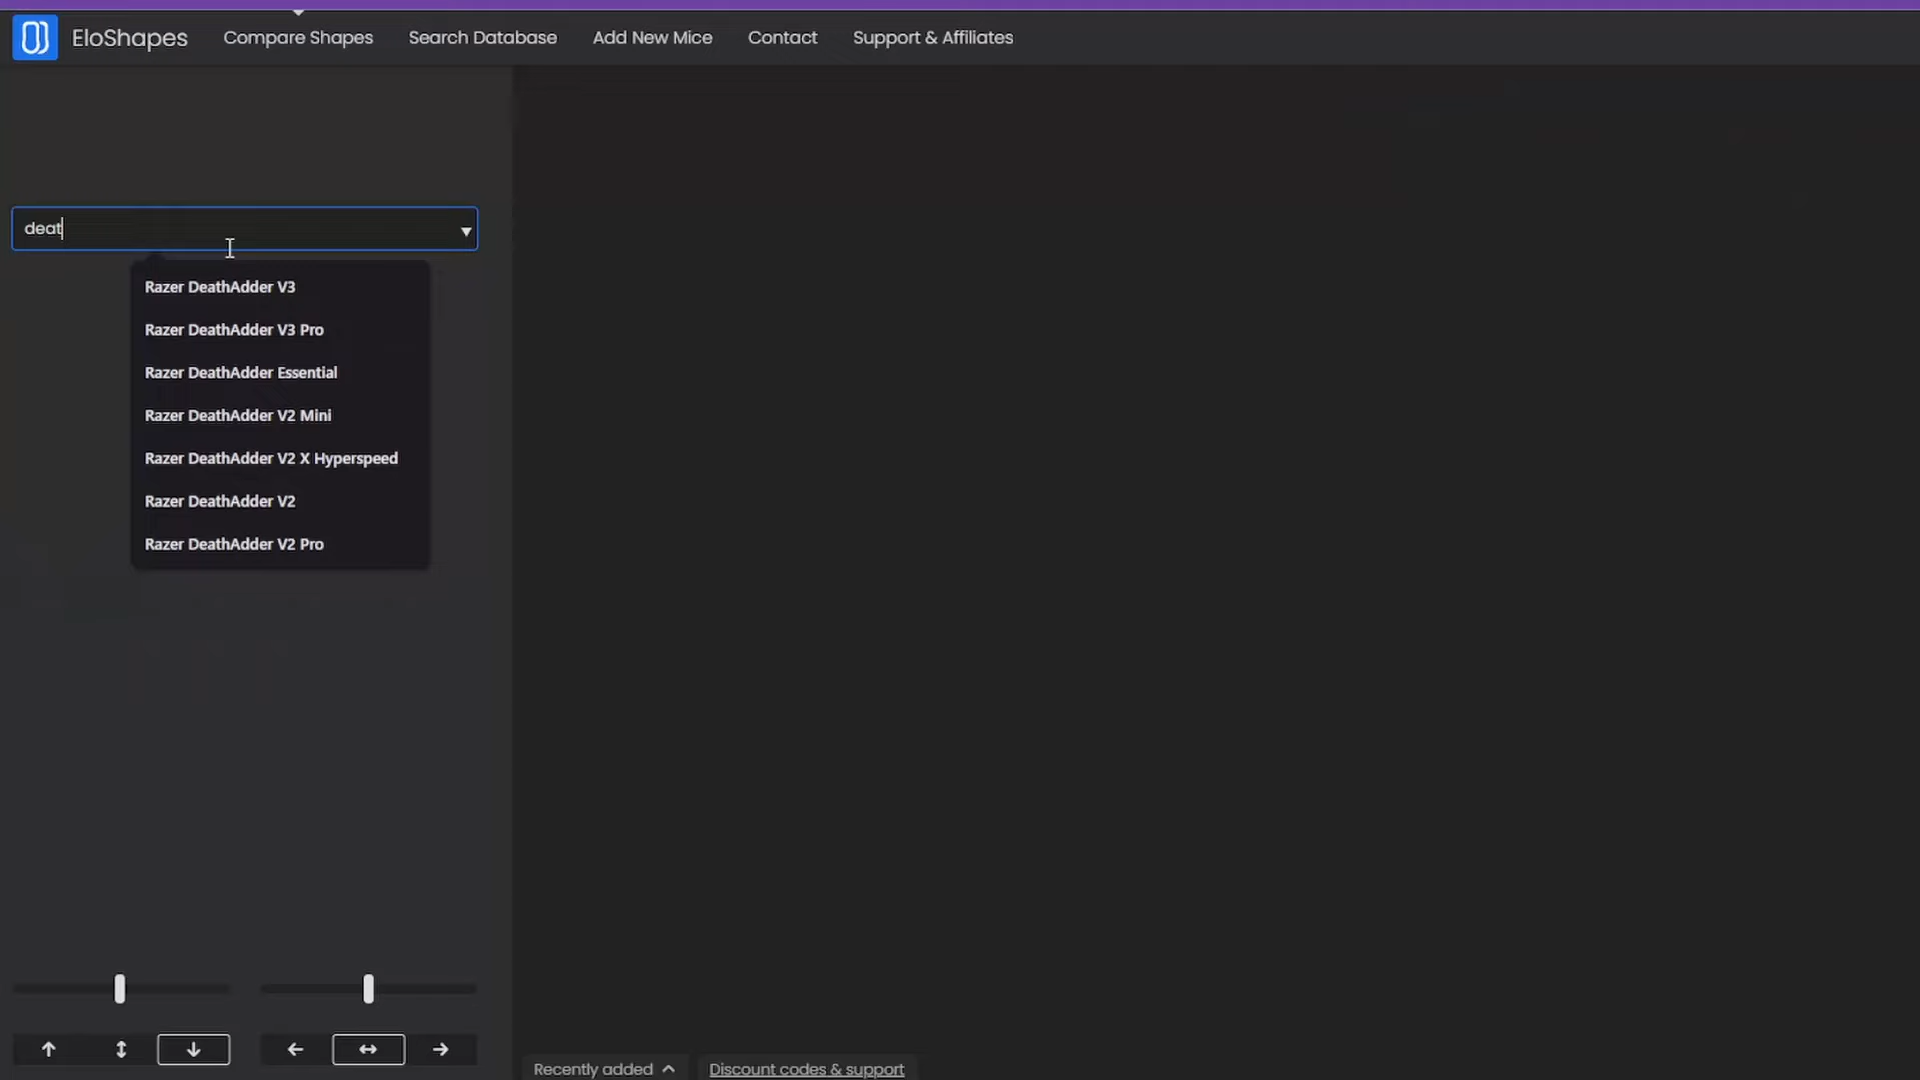 EloShapes Compare Shapes Search Database Add New Mice Contact Support & Affiliates
deat
Razer DeathAdder V3
Razer DeathAdder V3 Pro
Razer DeathAdder Essential
Razer DeathAdder V2 Mini
Razer DeathAdder V2 X Hyperspeed
Razer DeathAdder V2
Razer DeathAdder V2 Pro
Recently added Discount codes & support